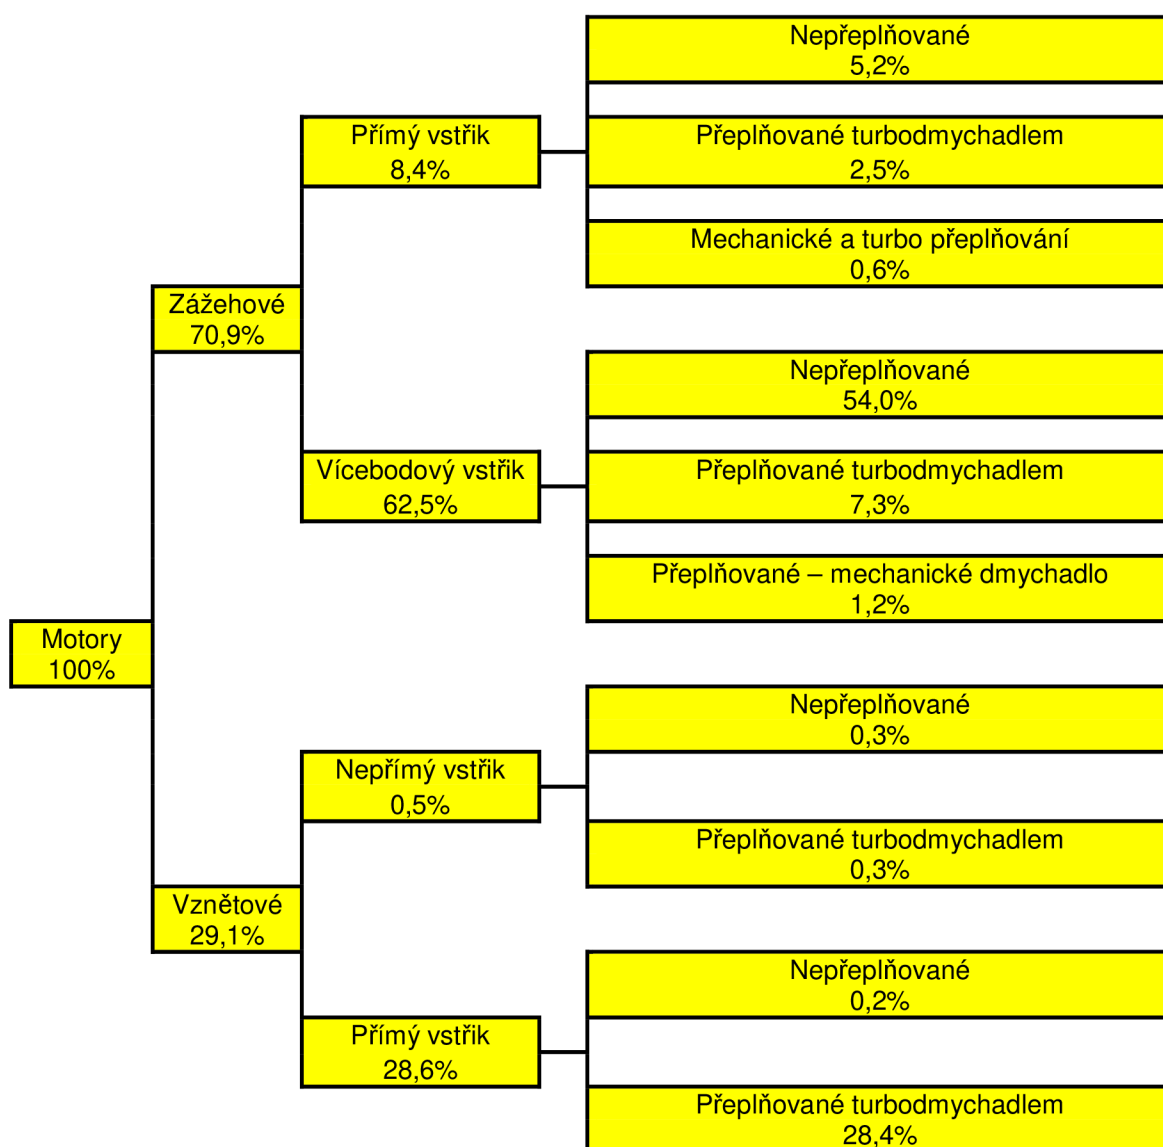 Nepřeplňované
5,2%
Přímý vstřik
8,4%
Přeplňované turbodmychadlem
2,5%
Mechanické a turbo přeplňování
0,6%
Zážehové
70,9%
Nepřeplňované
54,0%
Vícebodový vstřik
62,5%
Přeplňované turbodmychadlem
7,3%
Přeplňované – mechanické dmychadlo
1,2%
Motory
100%
Nepřeplňované
0,3%
Nepřímý vstřik
0,5%
Přeplňované turbodmychadlem
0,3%
Vznětové
29,1%
Nepřeplňované
0,2%
Přímý vstřik
28,6%
Přeplňované turbodmychadlem
28,4%